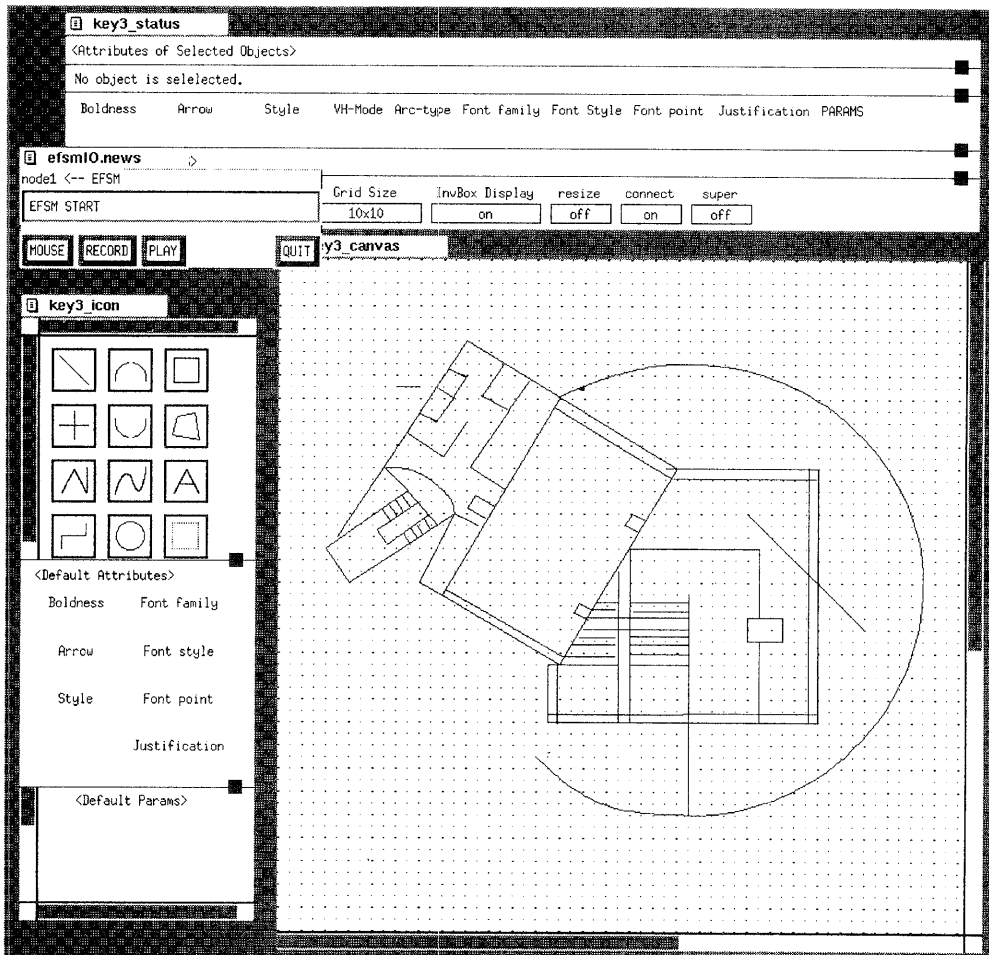 key3_status
<Attributes of Selected Objects>
No object is selelected.
Boldness Arrow Style VH-Mode Arc-type Font family Font Style Font point Justification PARAMS
efsmIO.news
node1 <-- EFSM
EFSM START
Grid Size InvBox Display resize connect super
10x10 on off on off
MOUSE RECORD PLAY QUIT
y3_canvas
key3_icon
<Default Attributes>
Boldness Font family
Arrow Font style
Style Font point
Justification
<Default Params>